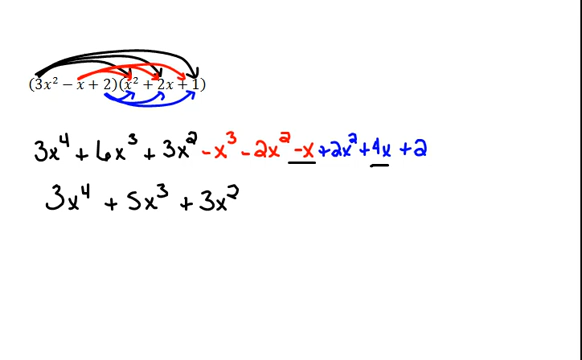 (3x² − x + 2)(x² + 2x + 1)
3x⁴ + 6x³ + 3x² - x³ - 2x² - x + 2x² + 4x + 2
3x⁴ + 5x³ + 3x²